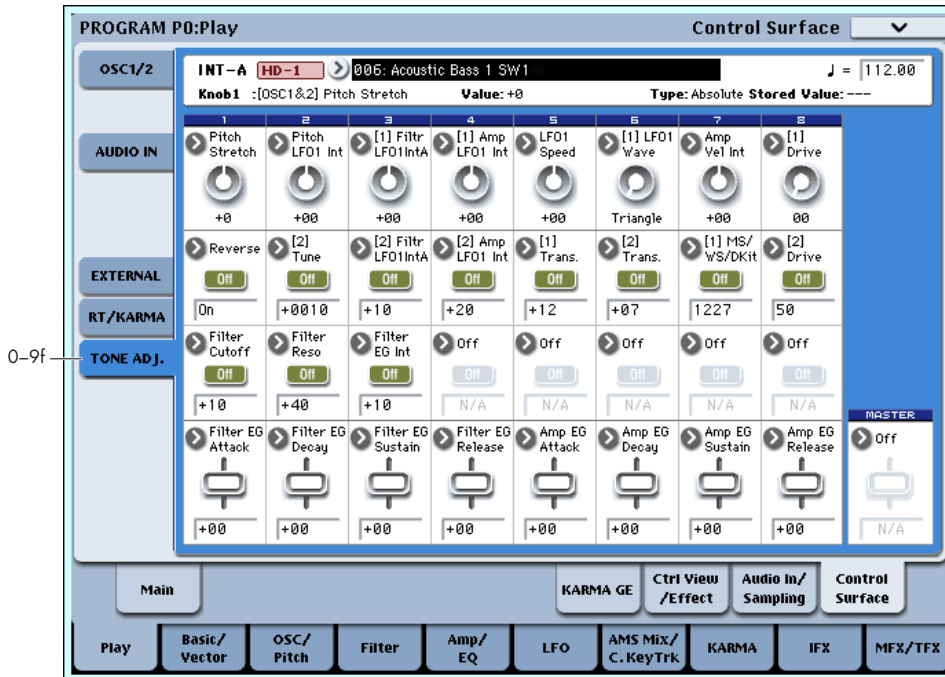 PROGRAM P0:Play Control Surface
OSC1/2
INT-A HD-1 006: Acoustic Bass 1 SW1 ♩ = 112.00
Knob1 :[OSC1&2] Pitch Stretch Value: +0 Type: Absolute Stored Value: ---
1 2 3 4 5 6 7 8
AUDIO IN
Pitch Stretch Pitch LFO1 Int [1] Filtr LFO1IntA [1] Amp LFO1 Int LFO1 Speed [1] LFO1 Wave Amp Vel Int [1] Drive
+0 +00 +00 +00 +00 Triangle +00 00
EXTERNAL
Reverse [2] Tune [2] Filtr LFO1IntA [2] Amp LFO1 Int [1] Trans. [2] Trans. [1] MS/ WS/DKit [2] Drive
Off Off Off Off Off Off Off Off
RT/KARMA
On +0010 +10 +20 +12 +07 1227 50
0–9f
TONE ADJ.
Filter Cutoff Filter Reso Filter EG Int Off Off Off Off Off
Off Off Off Off Off Off Off Off
+10 +40 +10 N/A N/A N/A N/A N/A
MASTER
Filter EG Attack Filter EG Decay Filter EG Sustain Filter EG Release Amp EG Attack Amp EG Decay Amp EG Sustain Amp EG Release Off
+00 +00 +00 +00 +00 +00 +00 +00 N/A
Main KARMA GE Ctrl View /Effect Audio In/ Sampling Control Surface
Play Basic/ Vector OSC/ Pitch Filter Amp/ EQ LFO AMS Mix/ C.KeyTrk KARMA IFX MFX/TFX